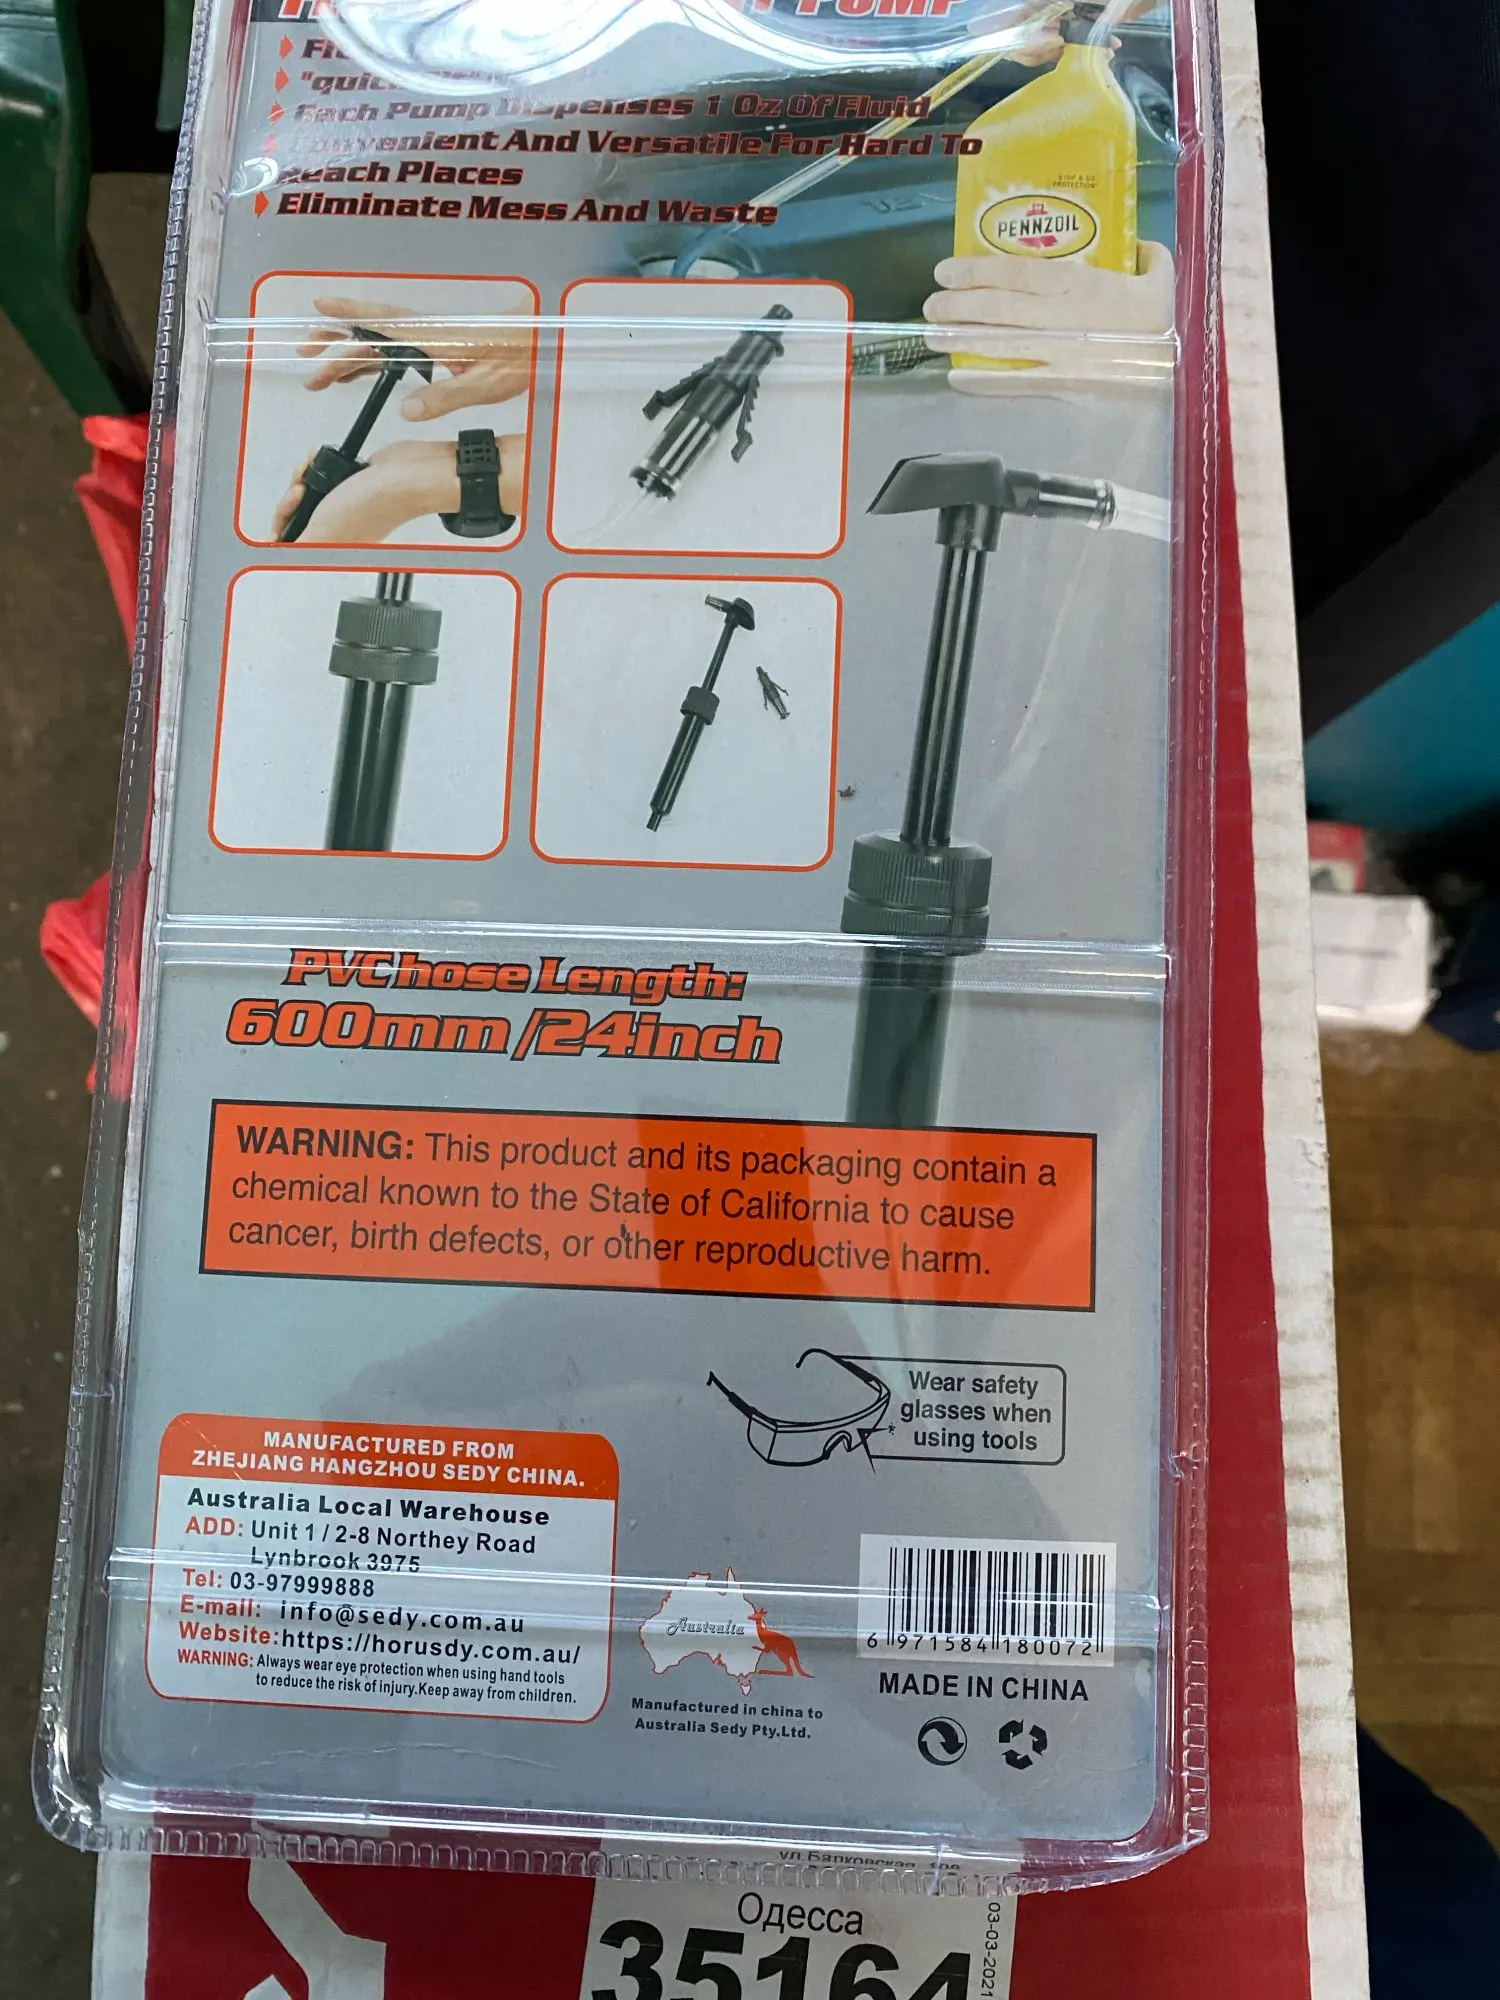 PUMP
"quick
Each Pump Dispenses 1 Oz Of Fluid
Convenient And Versatile For Hard To
Reach Places
Eliminate Mess And Waste
STOP & GO
PROTECTION
PENNZOIL
PVC hose Length:
600mm/24inch
WARNING: This product and its packaging contain a
chemical known to the State of California to cause
cancer, birth defects, or other reproductive harm.
Wear safety
glasses when
using tools
MANUFACTURED FROM
ZHEJIANG HANGZHOU SEDY CHINA.
Australia Local Warehouse
ADD: Unit 1 / 2-8 Northey Road
Lynbrook 3975
Tel: 03-97999888
E-mail: info@sedy.com.au
Website:https://horusdy.com.au/
WARNING: Always wear eye protection when using hand tools
to reduce the risk of injury.Keep away from children.
Australia
Manufactured in china to
Australia Sedy Pty.Ltd.
6 971584 180072
MADE IN CHINA
Одесса
35164
03-03-2021